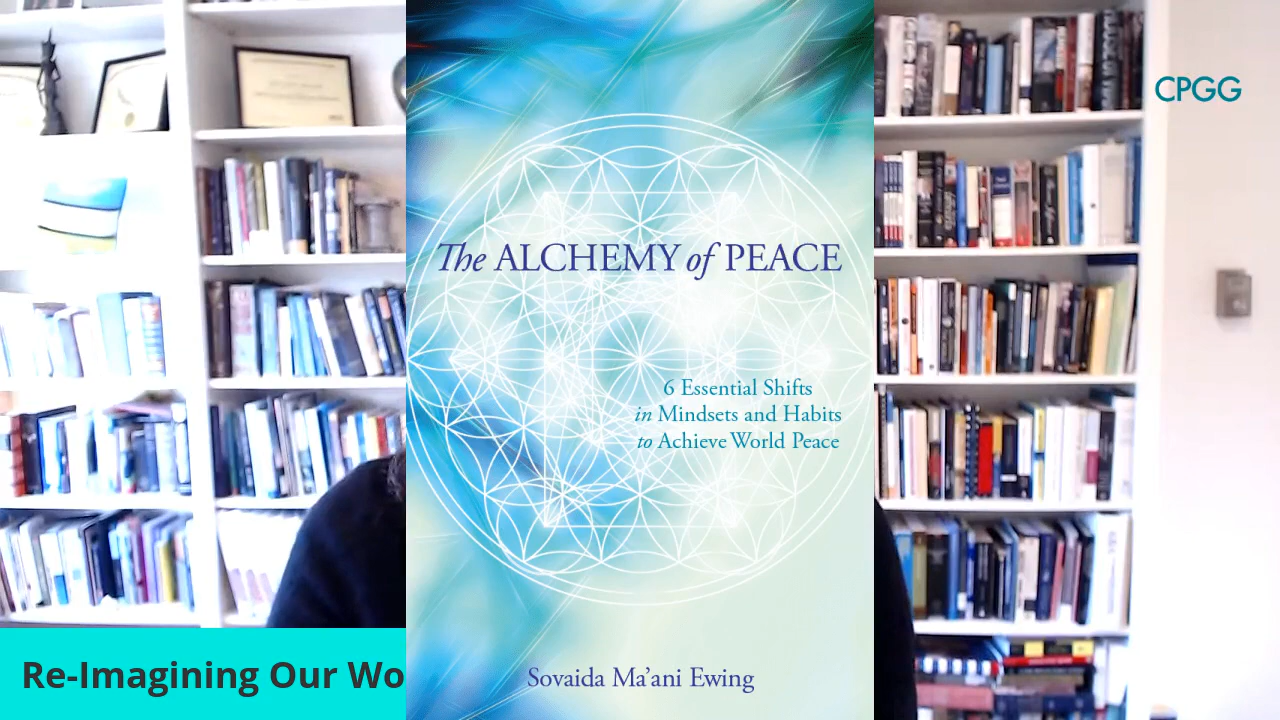 CPGG
The ALCHEMY of PEACE
6 Essential Shifts
in Mindsets and Habits
to Achieve World Peace
Re-Imagining Our Wo
Sovaida Ma'ani Ewing